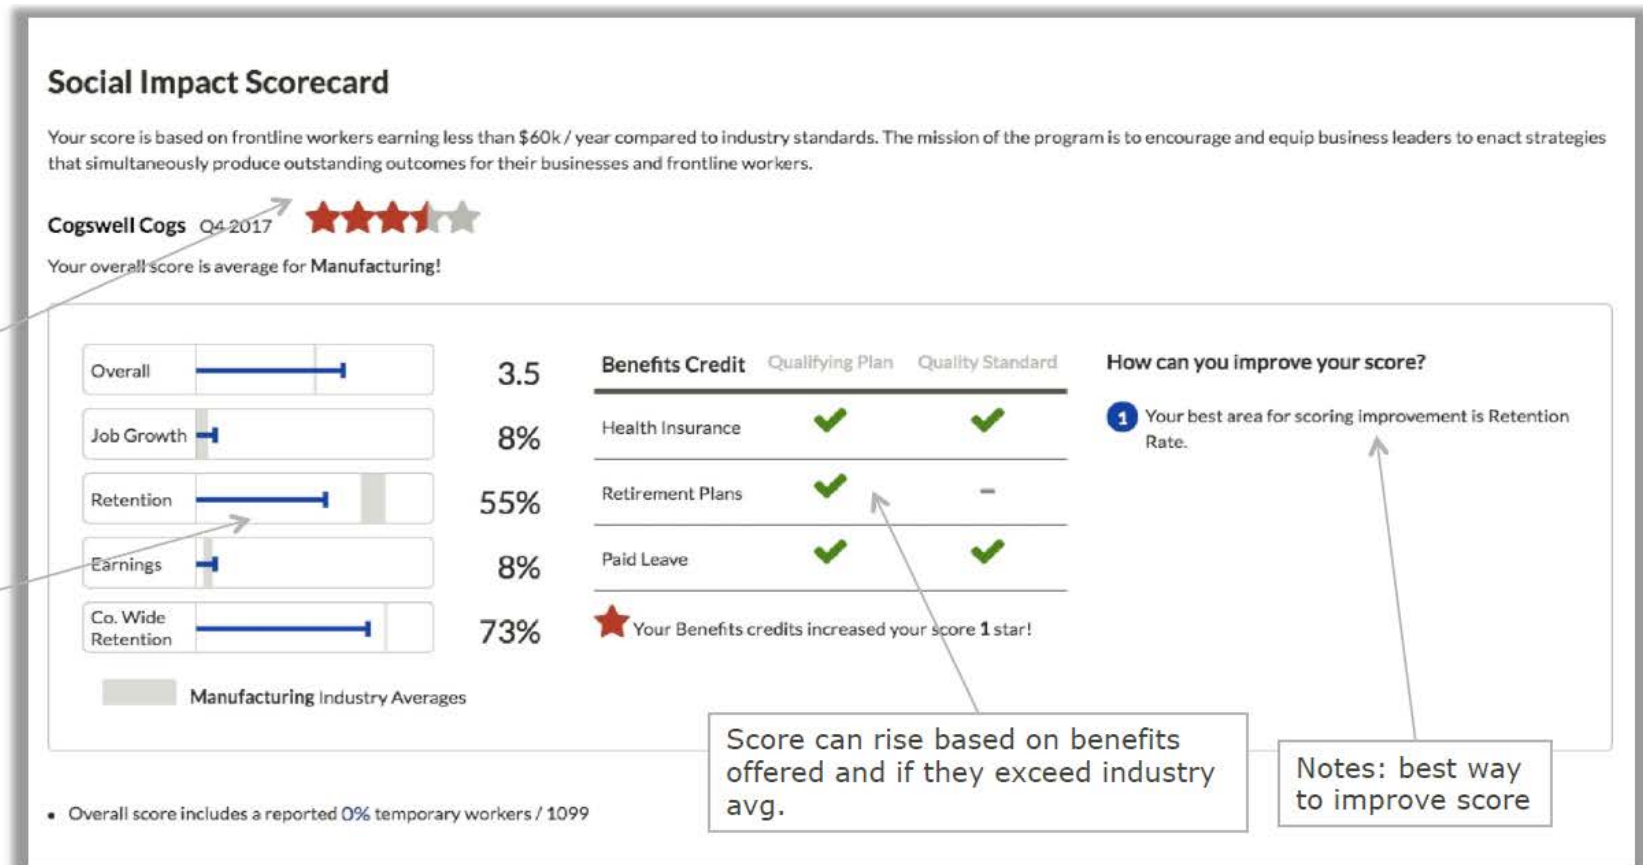 Social Impact Scorecard
Your score is based on frontline workers earning less than $60k / year compared to industry standards. The mission of the program is to encourage and equip business leaders to enact strategies
that simultaneously produce outstanding outcomes for their businesses and frontline workers.
Cogswell Cogs Q4 2017
Your overall score is average for Manufacturing!
Overall 3.5
Job Growth 8%
Retention 55%
Earnings 8%
Co. Wide
Retention 73%
Manufacturing Industry Averages
Benefits Credit Qualifying Plan Quality Standard
Health Insurance
Retirement Plans –
Paid Leave
Your Benefits credits increased your score 1 star!
How can you improve your score?
1 Your best area for scoring improvement is Retention
Rate.
Score can rise based on benefits
offered and if they exceed industry
avg.
Notes: best way
to improve score
• Overall score includes a reported 0% temporary workers / 1099